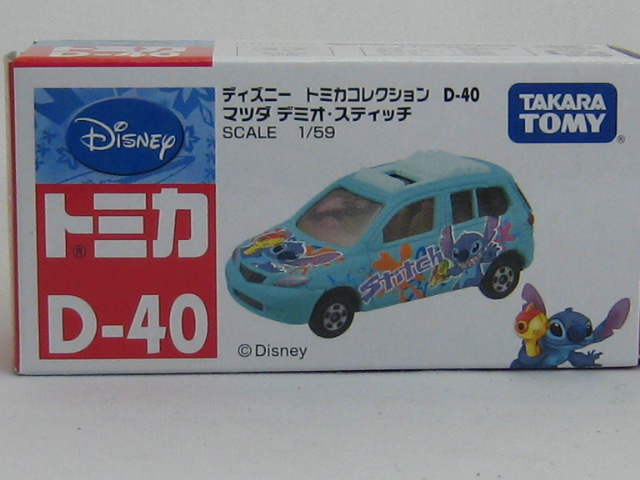 ディズニー トミカコレクション D-40
マツダ デミオ・スティッチ
SCALE 1/59
Disney
TAKARA
TOMY®
トミカ®
Stitch
D-40
©Disney